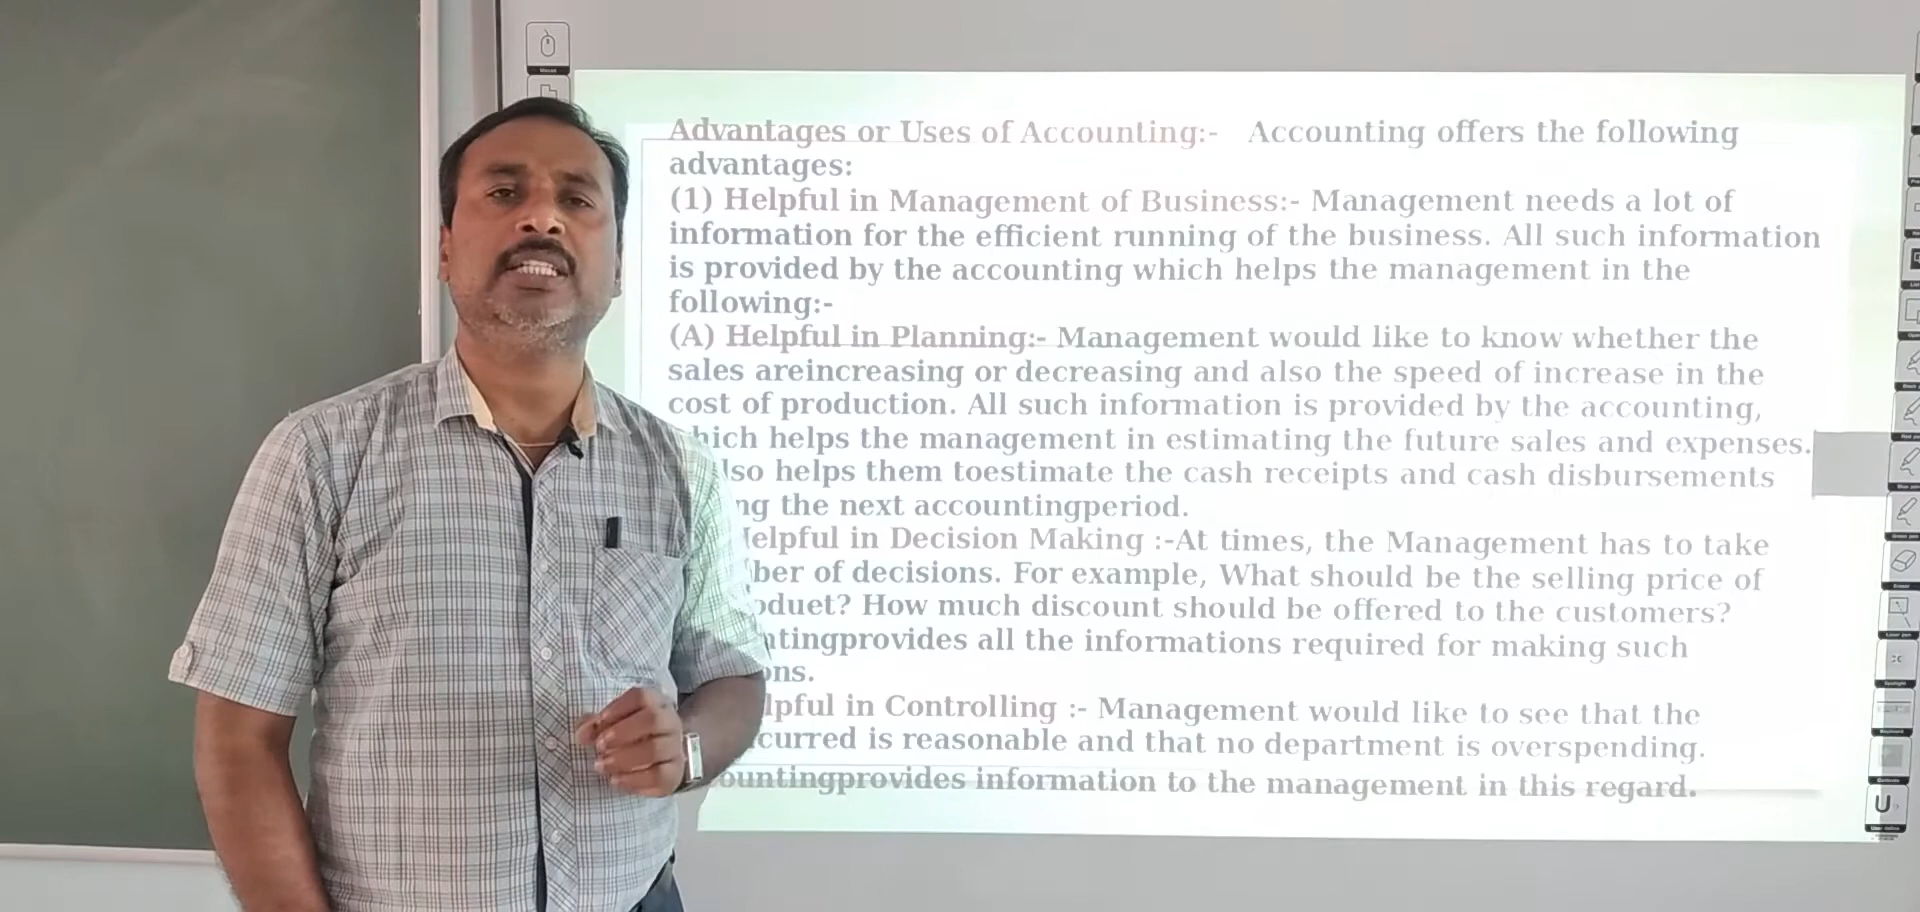 Advantages or Uses of Accounting:- Accounting offers the following
advantages:
(1) Helpful in Management of Business:- Management needs a lot of
information for the efficient running of the business. All such information
is provided by the accounting which helps the management in the
following:-
(A) Helpful in Planning:- Management would like to know whether the
sales areincreasing or decreasing and also the speed of increase in the
cost of production. All such information is provided by the accounting,
hich helps the management in estimating the future sales and expenses.
lso helps them toestimate the cash receipts and cash disbursements
ng the next accountingperiod.
elpful in Decision Making :-At times, the Management has to take
ber of decisions. For example, What should be the selling price of
oduet? How much discount should be offered to the customers?
ntingprovides all the informations required for making such
ons.
lpful in Controlling :- Management would like to see that the
curred is reasonable and that no department is overspending.
ountingprovides information to the management in this regard.
U